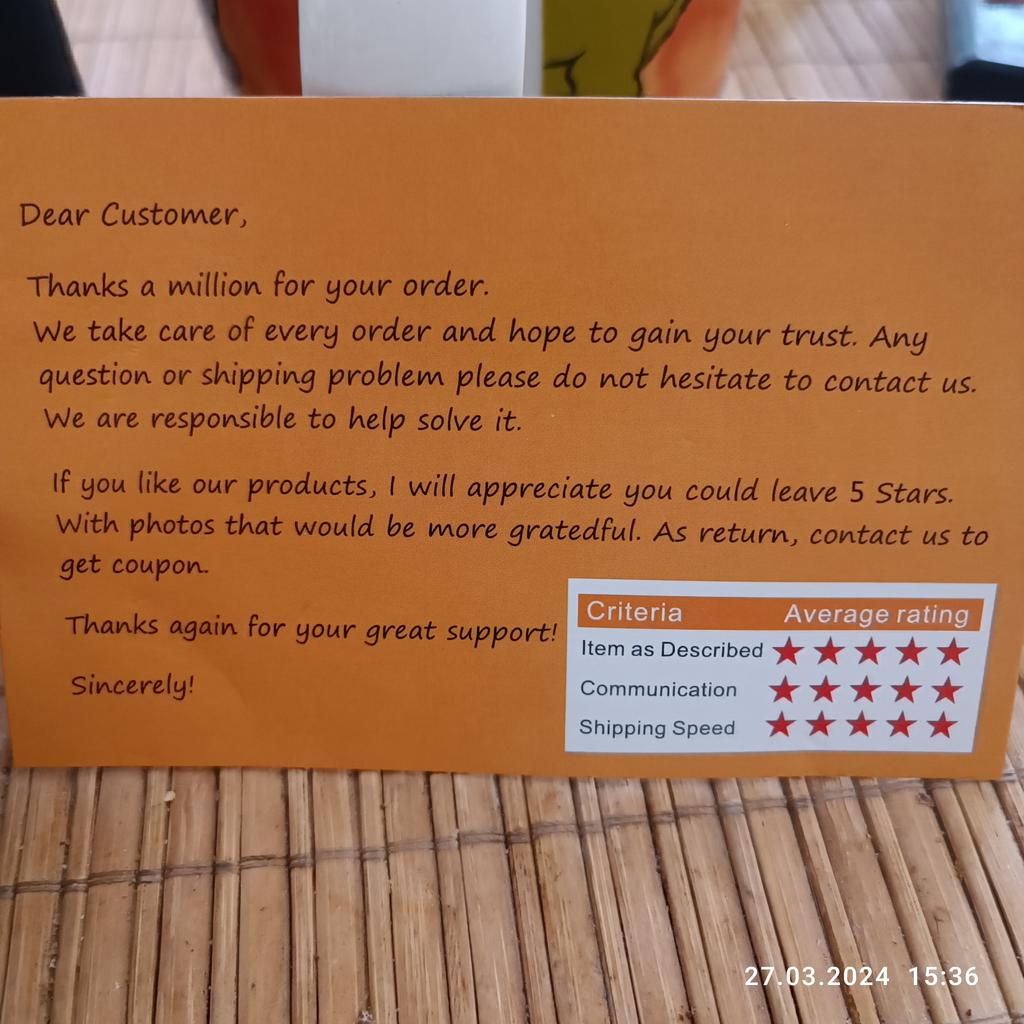 Dear Customer,
Thanks a million for your order.
We take care of every order and hope to gain your trust. Any
question or shipping problem please do not hesitate to contact us.
We are responsible to help solve it.
If you like our products, I will appreciate you could leave 5 Stars.
With photos that would be more gratedful. As return, contact us to
get coupon.
Thanks again for your great support!
Sincerely!
Criteria Average rating
Item as Described ★★★★★
Communication ★★★★★
Shipping Speed ★★★★★
27.03.2024 15:36